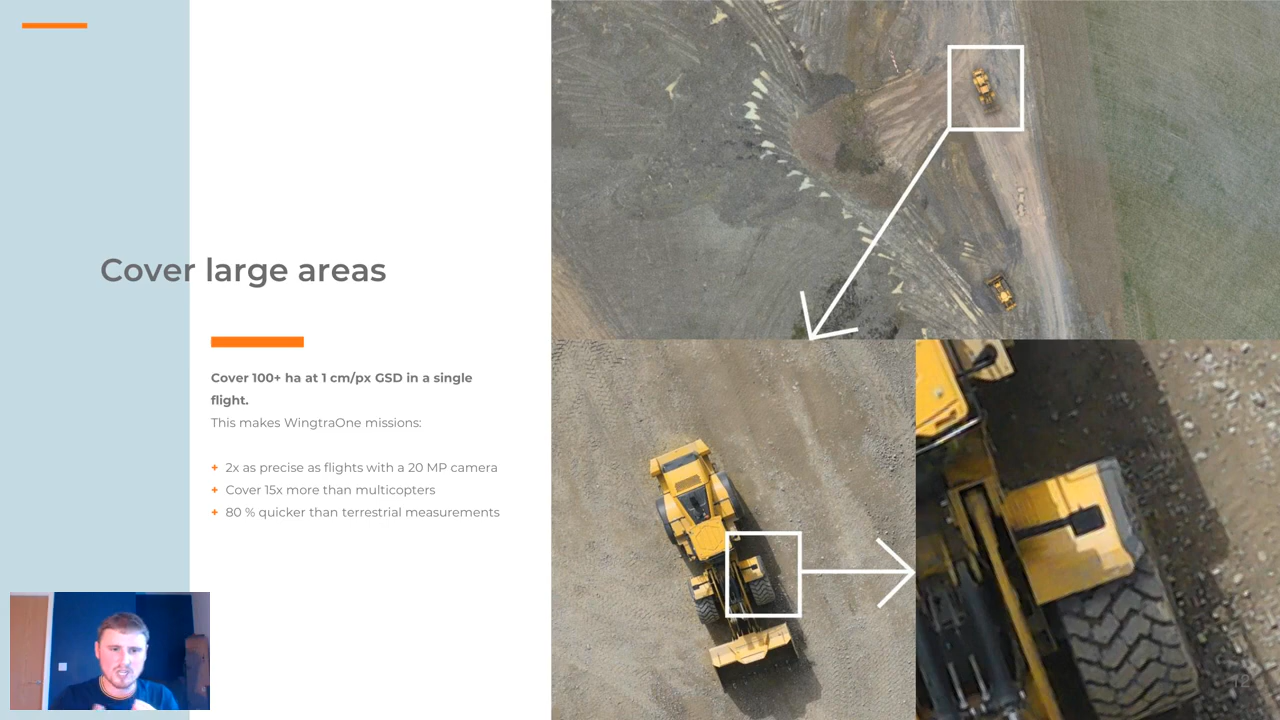 Cover large areas
Cover 100+ ha at 1 cm/px GSD in a single
flight.
This makes WingtraOne missions:
+ 2x as precise as flights with a 20 MP camera
+ Cover 15x more than multicopters
+ 80 % quicker than terrestrial measurements
12